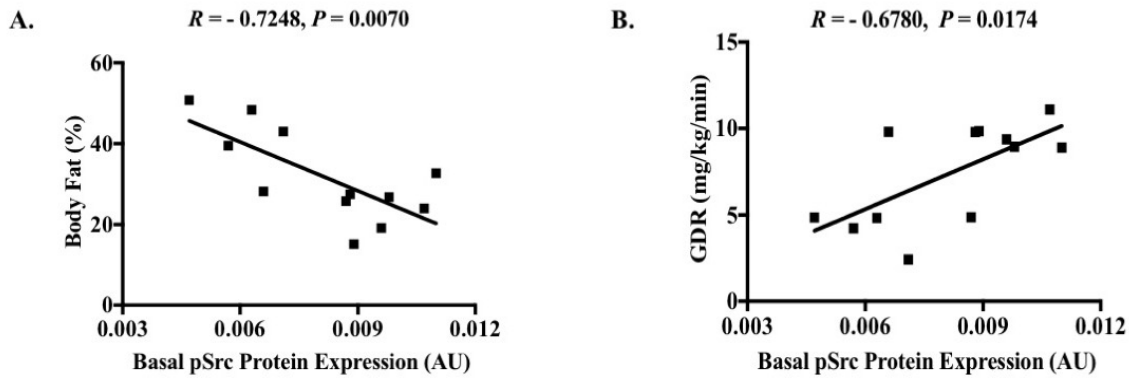 A.
R = - 0.7248, P = 0.0070
60
40
20
0
Body Fat (%)
0.003
0.006
0.009
0.012
Basal pSrc Protein Expression (AU)
B.
R = - 0.6780, P = 0.0174
15
10
5
0
GDR (mg/kg/min)
0.003
0.006
0.009
0.012
Basal pSrc Protein Expression (AU)